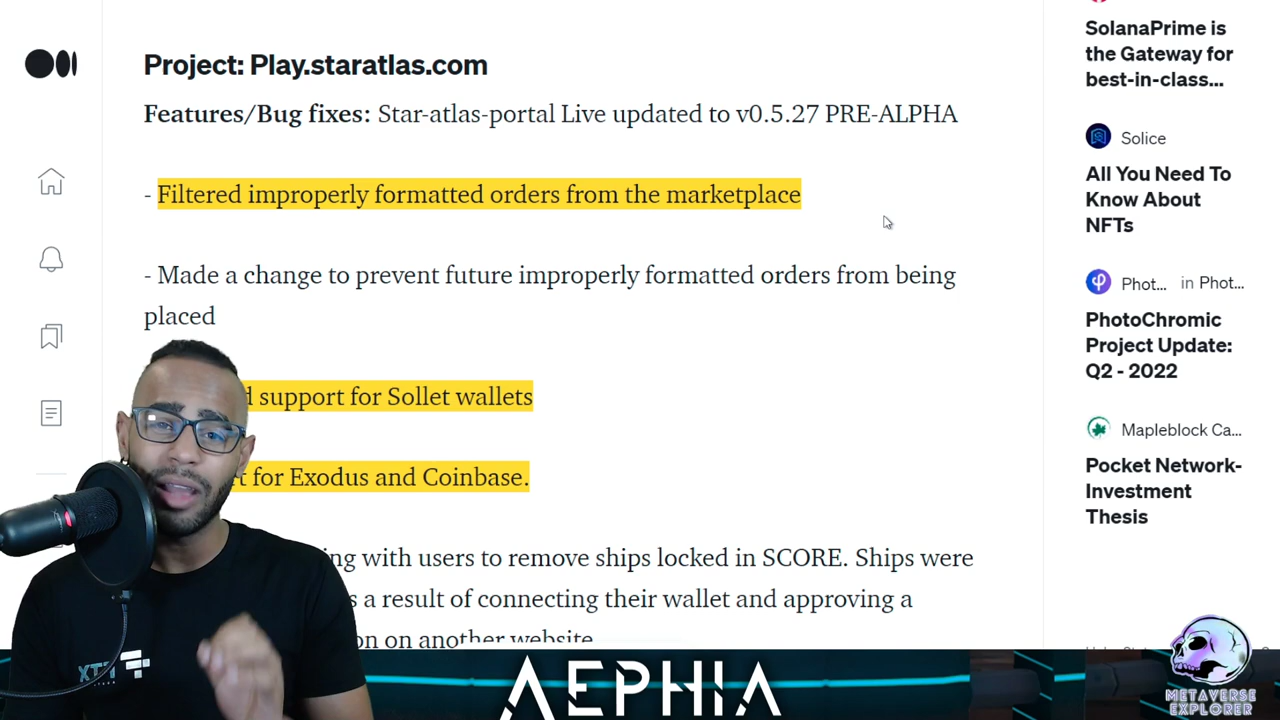 Project: Play.staratlas.com
Features/Bug fixes: Star-atlas-portal Live updated to v0.5.27 PRE-ALPHA
- Filtered improperly formatted orders from the marketplace
- Made a change to prevent future improperly formatted orders from being
placed
support for Sollet wallets
for Exodus and Coinbase.
with users to remove ships locked in SCORE. Ships were
a result of connecting their wallet and approving a
on another website.
SolanaPrime is
the Gateway for
best-in-class...
Solice
All You Need To
Know About
NFTs
Phot... in Phot...
PhotoChromic
Project Update:
Q2 - 2022
Mapleblock Ca...
Pocket Network-
Investment
Thesis
AEPHIA
METAVERSE
EXPLORER